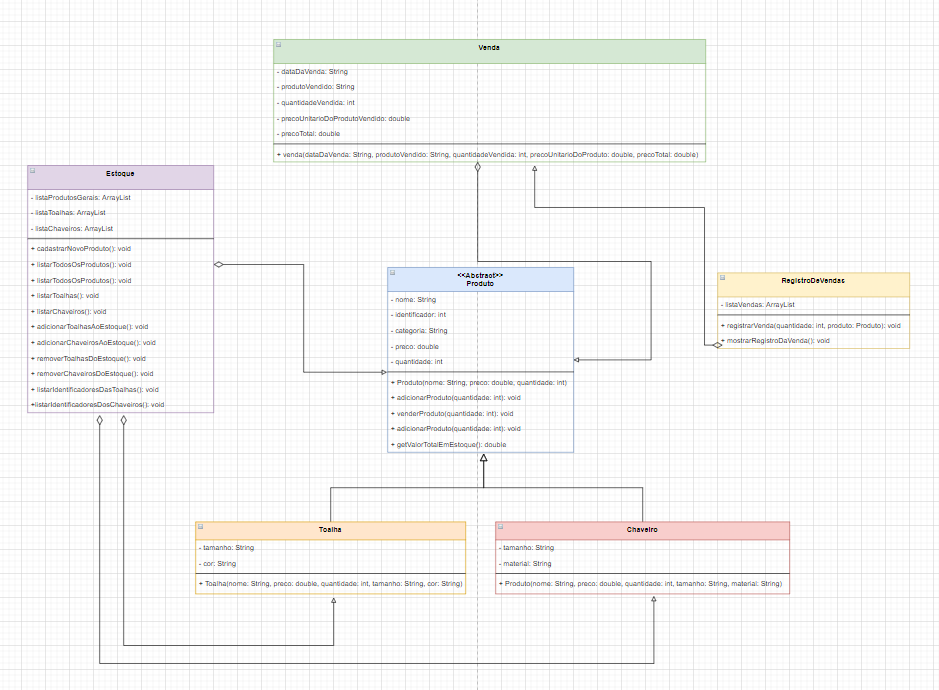 Venda
- dataDaVenda: String
- produtoVendido: String
- quantidadeVendida: int
- precoUnitarioDoProdutoVendido: double
- precoTotal: double
+ venda(dataDaVenda: String, produtoVendido: String, quantidadeVendida: int, precoUnitarioDoProduto: double, precoTotal: double)
Estoque
- listaProdutosGerais: ArrayList
- listaToalhas: ArrayList
- listaChaveiros: ArrayList
+ cadastrarNovoProduto(): void
+ listarTodosOsProdutos(): void
+ listarTodosOsProdutos(): void
+ listarToalhas(): void
+ listarChaveiros(): void
+ adicionarToalhasAoEstoque(): void
+ adicionarChaveirosAoEstoque(): void
+ removerToalhasDoEstoque(): void
+ removerChaveirosDoEstoque(): void
+ listarIdentificadoresDasToalhas(): void
+listarIdentificadoresDosChaveiros(): void
<<Abstract>>
Produto
- nome: String
- identificador: int
- categoria: String
- preco: double
- quantidade: int
+ Produto(nome: String, preco: double, quantidade: int)
+ adicionarProduto(quantidade: int): void
+ venderProduto(quantidade: int): void
+ adicionarProduto(quantidade: int): void
+ getValorTotalEmEstoque(): double
RegistroDeVendas
- listaVendas: ArrayList
+ registrarVenda(quantidade: int, produto: Produto): void
+ mostrarRegistroDaVenda(): void
Toalha
- tamanho: String
- cor: String
+ Toalha(nome: String, preco: double, quantidade: int, tamanho: String, cor: String)
Chaveiro
- tamanho: String
- material: String
+ Produto(nome: String, preco: double, quantidade: int, tamanho: String, material: String)